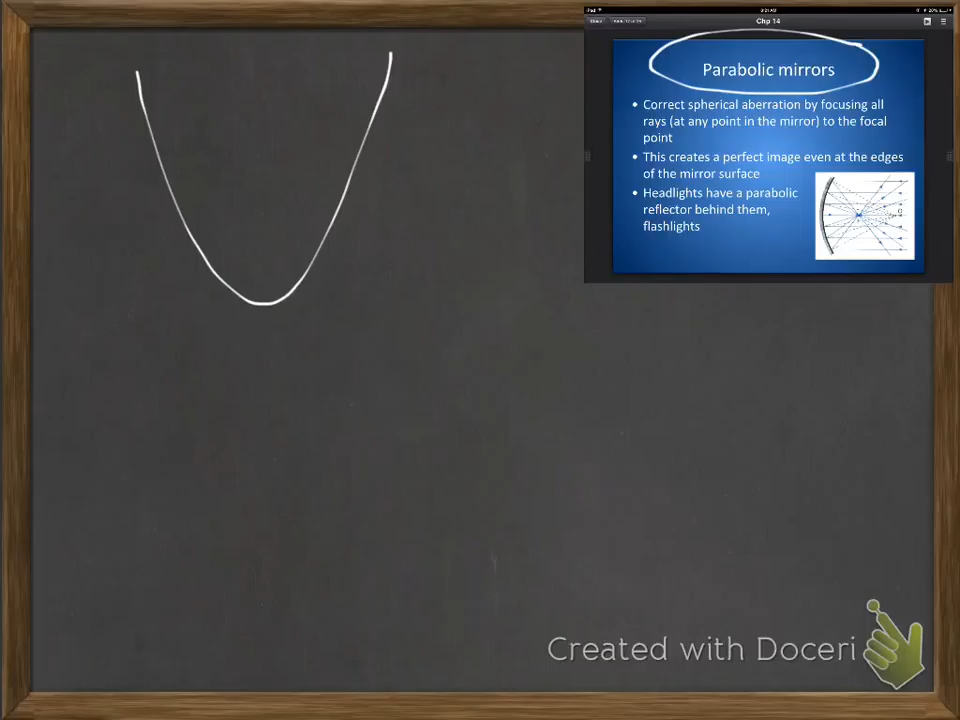 Chp 14
Parabolic mirrors
• Correct spherical aberration by focusing all
rays (at any point in the mirror) to the focal
point
• This creates a perfect image even at the edges
of the mirror surface
• Headlights have a parabolic
reflector behind them,
flashlights
Created with Doceri